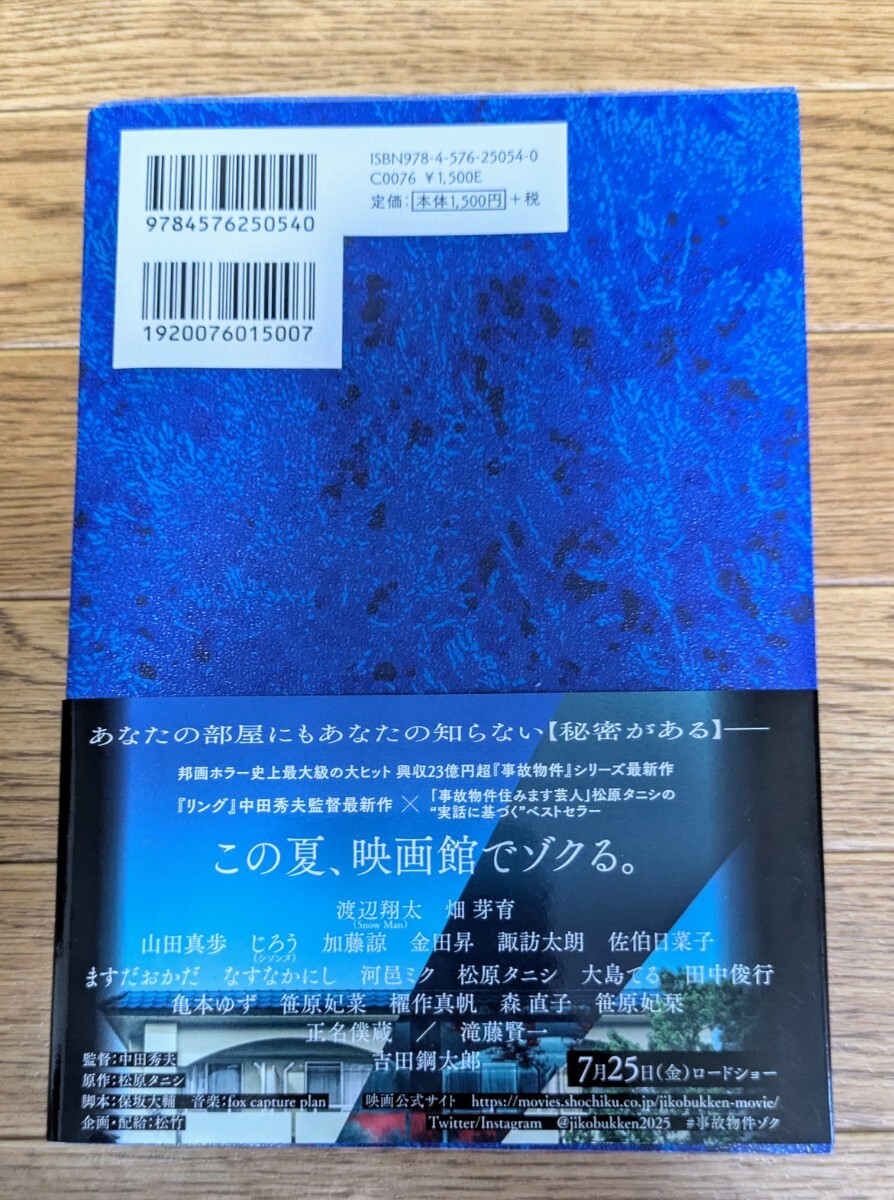 ISBN978-4-576-25054-0
C0076 ¥1,500E
定価：本体1,500円+税
9784576250540
1920076015007
あなたの部屋にもあなたの知らない【秘密がある】──
邦画ホラー史上最大級の大ヒット 興収23億円超『事故物件』シリーズ最新作
『リング』中田秀夫監督最新作×「事故物件住みます芸人」松原タニシの
“実話に基づく”ベストセラー
この夏、映画館でゾクる。
渡辺翔太 畑 芽育
(Snow Man)
山田真歩 じろう 加藤諒 金田昇 諏訪太朗 佐伯日菜子
(シソンヌ)
ますだおかだ なすなかにし 河邑ミク 松原タニシ 大島てる 田中俊行
亀本ゆず 笹原妃菜 櫂作真帆 森 直子 笹原妃栞
正名僕蔵 ／ 滝藤賢一
吉田鋼太郎
7月25日(金)ロードショー
監督：中田秀夫
原作：松原タニシ
脚本：保坂大輔 音楽：fox capture plan 映画公式サイト https://movies.shochiku.co.jp/jikobukken-movie/
企画・配給：松竹 Twitter/Instagram @jikobukken2025 #事故物件ゾク